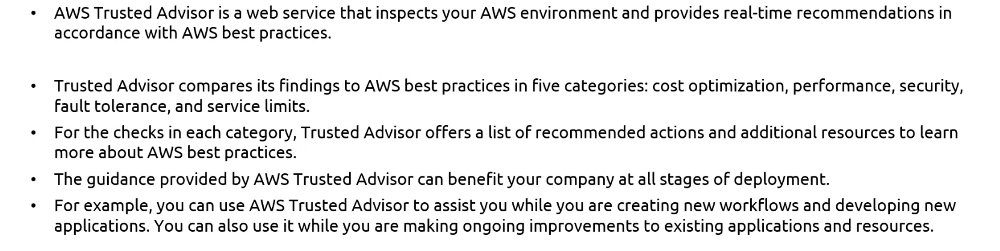 • AWS Trusted Advisor is a web service that inspects your AWS environment and provides real-time recommendations in
accordance with AWS best practices.
• Trusted Advisor compares its findings to AWS best practices in five categories: cost optimization, performance, security,
fault tolerance, and service limits.
• For the checks in each category, Trusted Advisor offers a list of recommended actions and additional resources to learn
more about AWS best practices.
• The guidance provided by AWS Trusted Advisor can benefit your company at all stages of deployment.
• For example, you can use AWS Trusted Advisor to assist you while you are creating new workflows and developing new
applications. You can also use it while you are making ongoing improvements to existing applications and resources.